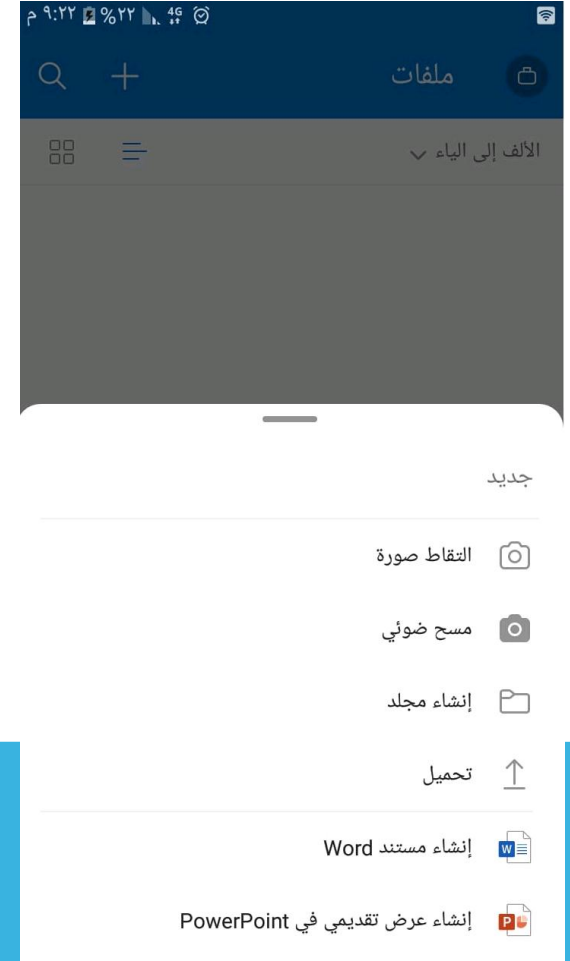 ٩:٢٢ م %٢٢ 4G
ملفات
الألف إلى الياء
جديد
التقاط صورة
مسح ضوئي
إنشاء مجلد
تحميل
إنشاء مستند Word
إنشاء عرض تقديمي في PowerPoint